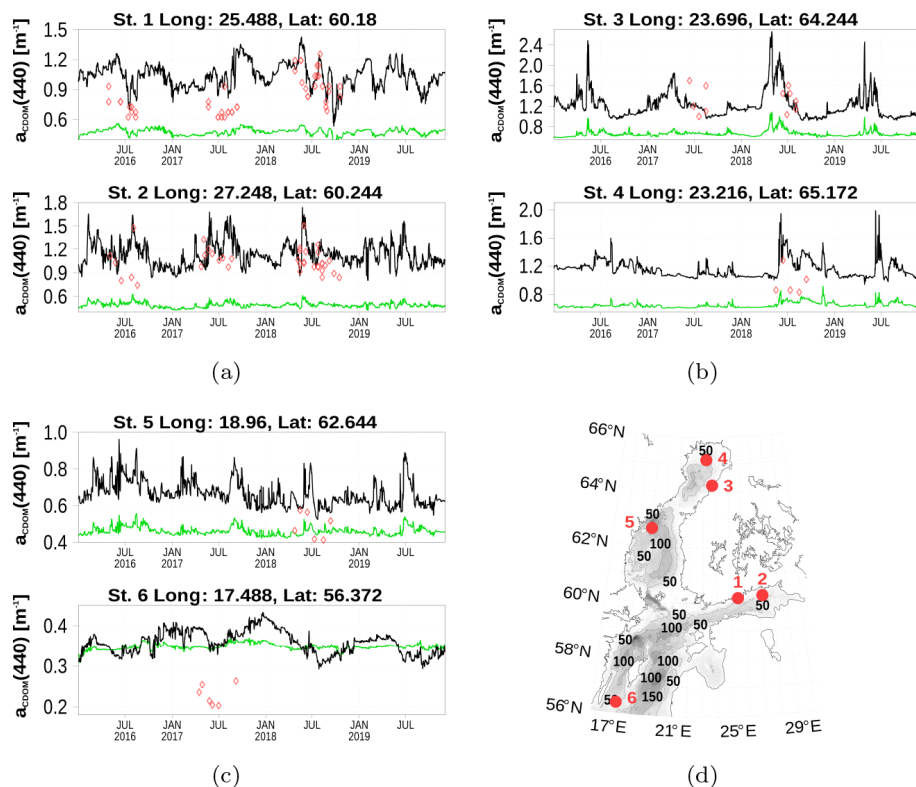 St. 1 Long: 25.488, Lat: 60.18
aCDOM(440) [m⁻¹]
1.5
1.2
0.9
0.6
JUL 2016 JAN 2017 JUL JAN 2018 JUL JAN 2019 JUL
St. 2 Long: 27.248, Lat: 60.244
aCDOM(440) [m⁻¹]
1.8
1.5
1.2
0.9
0.6
JUL 2016 JAN 2017 JUL JAN 2018 JUL JAN 2019 JUL
(a)
St. 3 Long: 23.696, Lat: 64.244
aCDOM(440) [m⁻¹]
2.4
2.0
1.6
1.2
0.8
JUL 2016 JAN 2017 JUL JAN 2018 JUL JAN 2019 JUL
St. 4 Long: 23.216, Lat: 65.172
aCDOM(440) [m⁻¹]
2.0
1.6
1.2
0.8
JUL 2016 JAN 2017 JUL JAN 2018 JUL JAN 2019 JUL
(b)
St. 5 Long: 18.96, Lat: 62.644
aCDOM(440) [m⁻¹]
1.0
0.8
0.6
0.4
JUL 2016 JAN 2017 JUL JAN 2018 JUL JAN 2019 JUL
St. 6 Long: 17.488, Lat: 56.372
aCDOM(440) [m⁻¹]
0.4
0.3
0.2
JUL 2016 JAN 2017 JUL JAN 2018 JUL JAN 2019 JUL
(c)
66°N
50
4
64°N
3
50
5
62°N
100
50
50
1 2
60°N
50
50
100
50
50
58°N
100
100
100
50
150
6
56°N
17°E 21°E 25°E 29°E
(d)